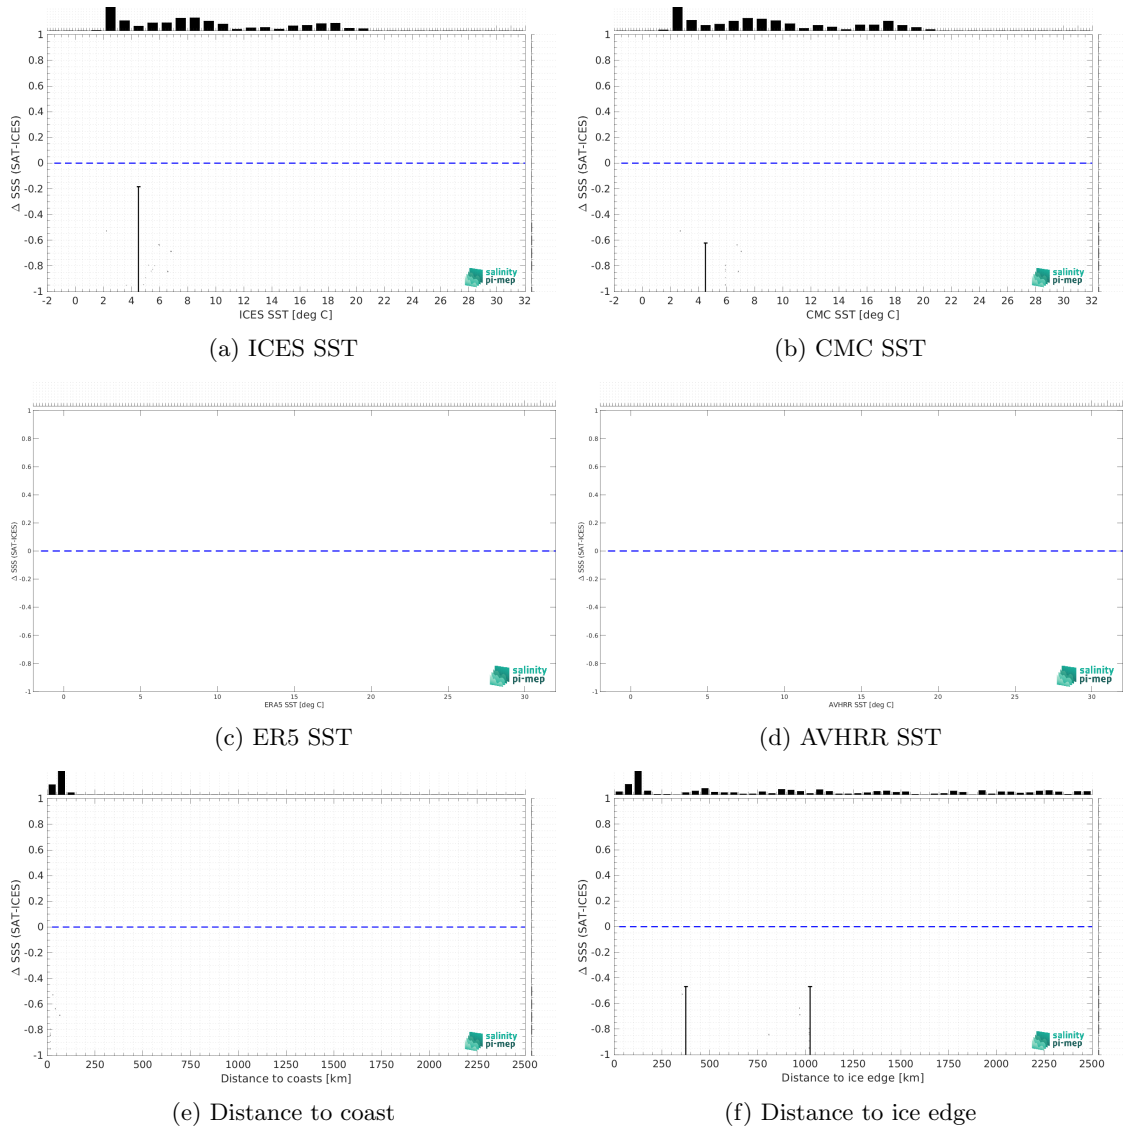 1
0.8
0.6
0.4
0.2
0
-0.2
-0.4
-0.6
-0.8
-1
Δ SSS (SAT-ICES)
-2 0 2 4 6 8 10 12 14 16 18 20 22 24 26 28 30 32
ICES SST [deg C]
salinity
pi-mep
(a) ICES SST
1
0.8
0.6
0.4
0.2
0
-0.2
-0.4
-0.6
-0.8
-1
Δ SSS (SAT-ICES)
-2 0 2 4 6 8 10 12 14 16 18 20 22 24 26 28 30 32
CMC SST [deg C]
salinity
pi-mep
(b) CMC SST
1
0.8
0.6
0.4
0.2
0
-0.2
-0.4
-0.6
-0.8
-1
Δ SSS (SAT-ICES)
0 5 10 15 20 25 30
ERA5 SST [deg C]
salinity
pi-mep
(c) ER5 SST
1
0.8
0.6
0.4
0.2
0
-0.2
-0.4
-0.6
-0.8
-1
Δ SSS (SAT-ICES)
0 5 10 15 20 25 30
AVHRR SST [deg C]
salinity
pi-mep
(d) AVHRR SST
1
0.8
0.6
0.4
0.2
0
-0.2
-0.4
-0.6
-0.8
-1
Δ SSS (SAT-ICES)
0 250 500 750 1000 1250 1500 1750 2000 2250 2500
Distance to coasts [km]
salinity
pi-mep
(e) Distance to coast
1
0.8
0.6
0.4
0.2
0
-0.2
-0.4
-0.6
-0.8
-1
Δ SSS (SAT-ICES)
0 250 500 750 1000 1250 1500 1750 2000 2250 2500
Distance to ice edge [km]
salinity
pi-mep
(f) Distance to ice edge